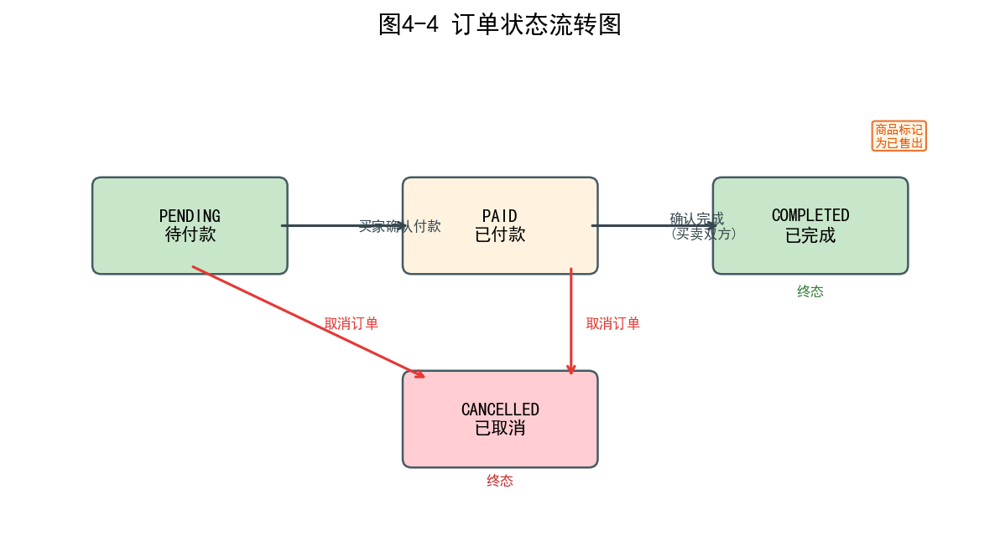 图4-4 订单状态流转图
商品标记
为已售出
PENDING
待付款
买家确认付款
PAID
已付款
确认完成
(买卖双方)
COMPLETED
已完成
终态
取消订单
取消订单
CANCELLED
已取消
终态